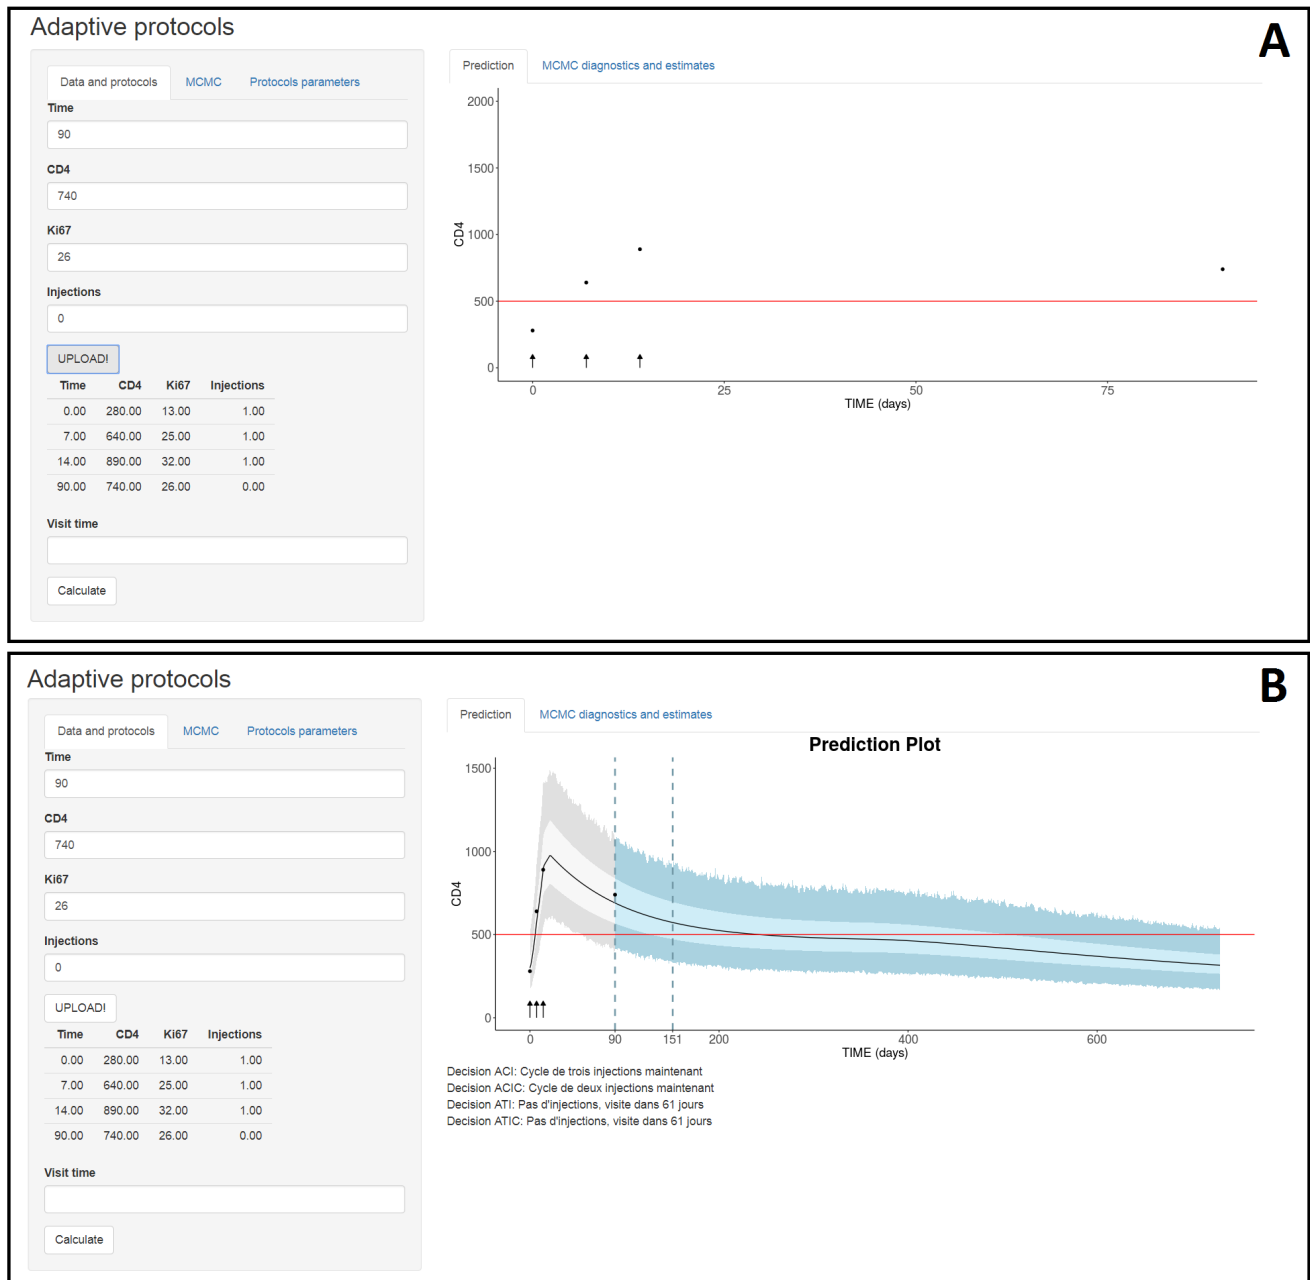 Adaptive protocols
A
Data and protocols MCMC Protocols parameters
Time
90
CD4
740
Ki67
26
Injections
0
UPLOAD!
Time CD4 Ki67 Injections
0.00 280.00 13.00 1.00
7.00 640.00 25.00 1.00
14.00 890.00 32.00 1.00
90.00 740.00 26.00 0.00
Visit time
Calculate
Prediction MCMC diagnostics and estimates
2000
1500
1000
500
0
CD4
0 25 50 75
TIME (days)
Adaptive protocols
B
Data and protocols MCMC Protocols parameters
Time
90
CD4
740
Ki67
26
Injections
0
UPLOAD!
Time CD4 Ki67 Injections
0.00 280.00 13.00 1.00
7.00 640.00 25.00 1.00
14.00 890.00 32.00 1.00
90.00 740.00 26.00 0.00
Visit time
Calculate
Prediction MCMC diagnostics and estimates
Prediction Plot
1500
1000
500
0
CD4
0 90 151 200 400 600
TIME (days)
Decision ACI: Cycle de trois injections maintenant
Decision ACIC: Cycle de deux injections maintenant
Decision ATI: Pas d'injections, visite dans 61 jours
Decision ATIC: Pas d'injections, visite dans 61 jours